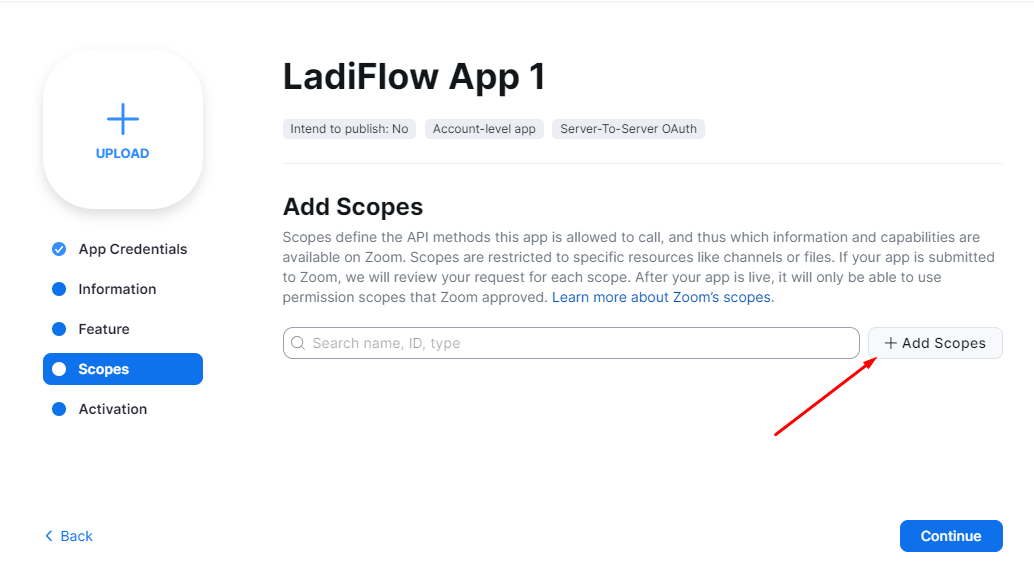 UPLOAD
App Credentials
Information
Feature
Scopes
Activation
LadiFlow App 1
Intend to publish: No
Account-level app
Server-To-Server OAuth
Add Scopes
Scopes define the API methods this app is allowed to call, and thus which information and capabilities are
available on Zoom. Scopes are restricted to specific resources like channels or files. If your app is submitted
to Zoom, we will review your request for each scope. After your app is live, it will only be able to use
permission scopes that Zoom approved. Learn more about Zoom’s scopes.
Search name, ID, type
Add Scopes
Back
Continue